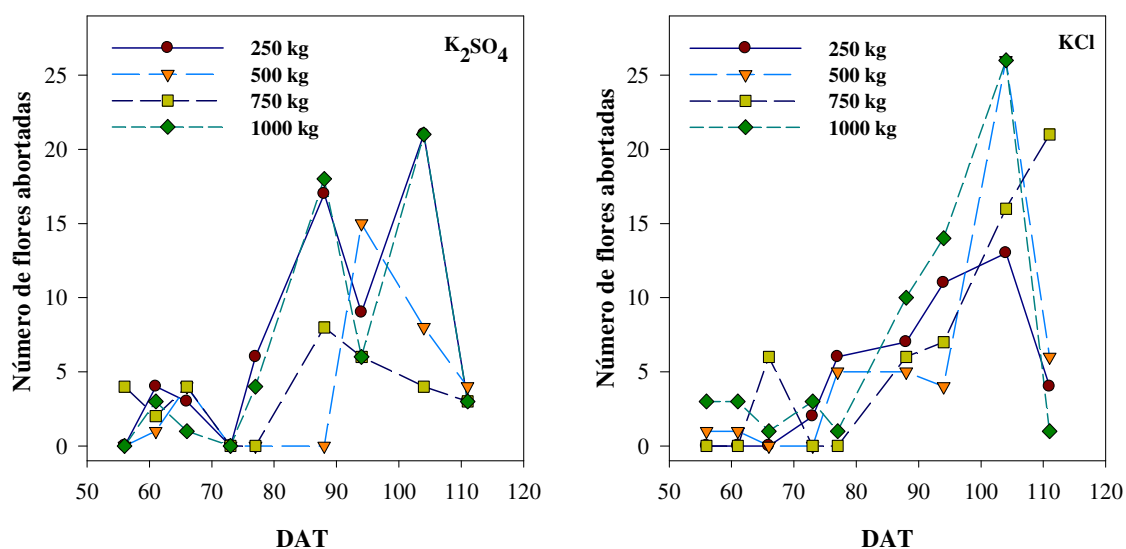 K2SO4
250 kg
500 kg
750 kg
1000 kg
Número de flores abortadas
25
20
15
10
5
0
50 60 70 80 90 100 110 120
DAT
KCl
250 kg
500 kg
750 kg
1000 kg
Número de flores abortadas
25
20
15
10
5
0
50 60 70 80 90 100 110 120
DAT